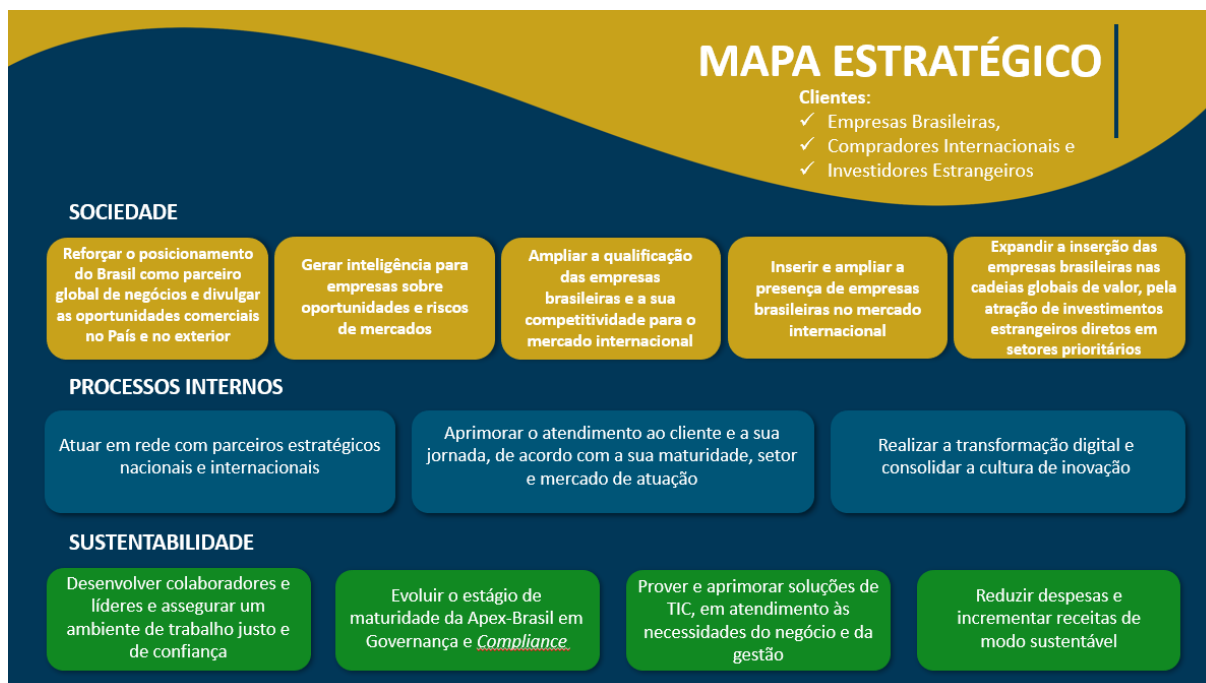 MAPA ESTRATÉGICO
Clientes:
✓ Empresas Brasileiras,
✓ Compradores Internacionais e
✓ Investidores Estrangeiros
SOCIEDADE
Reforçar o posicionamento
do Brasil como parceiro
global de negócios e divulgar
as oportunidades comerciais
no País e no exterior
Gerar inteligência para
empresas sobre
oportunidades e riscos
de mercados
Ampliar a qualificação
das empresas
brasileiras e a sua
competitividade para o
mercado internacional
Inserir e ampliar a
presença de empresas
brasileiras no mercado
internacional
Expandir a inserção das
empresas brasileiras nas
cadeias globais de valor, pela
atração de investimentos
estrangeiros diretos em
setores prioritários
PROCESSOS INTERNOS
Atuar em rede com parceiros estratégicos
nacionais e internacionais
Aprimorar o atendimento ao cliente e a sua
jornada, de acordo com a sua maturidade, setor
e mercado de atuação
Realizar a transformação digital e
consolidar a cultura de inovação
SUSTENTABILIDADE
Desenvolver colaboradores e
líderes e assegurar um
ambiente de trabalho justo e
de confiança
Evoluir o estágio de
maturidade da Apex-Brasil em
Governança e Compliance
Prover e aprimorar soluções de
TIC, em atendimento às
necessidades do negócio e da
gestão
Reduzir despesas e
incrementar receitas de
modo sustentável